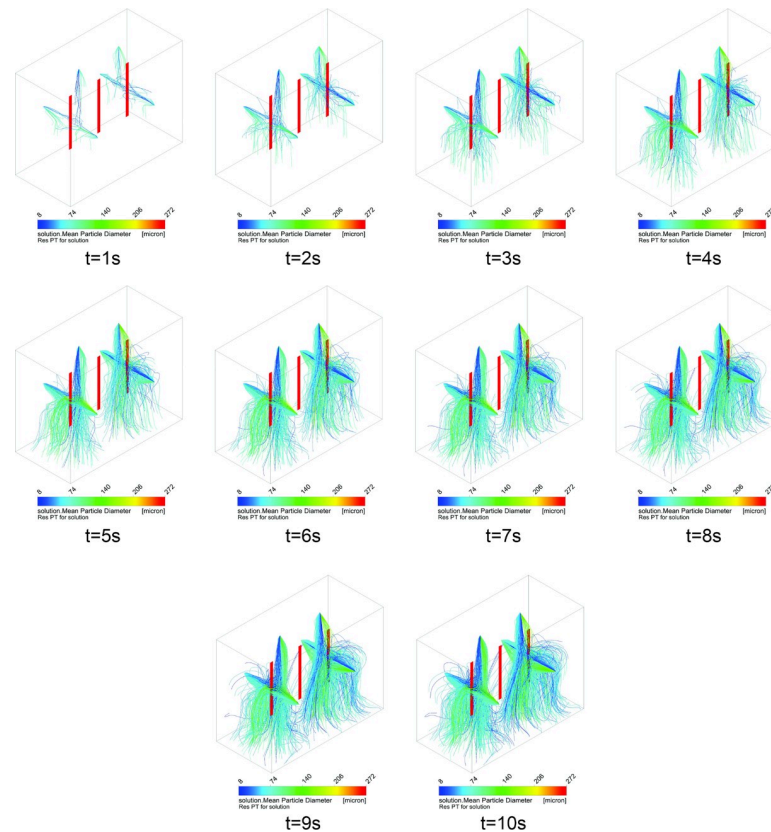 8 74 140 206 272
solution.Mean Particle Diameter [micron]
Res PT for solution
t=1s
8 74 140 206 272
solution.Mean Particle Diameter [micron]
Res PT for solution
t=2s
8 74 140 206 272
solution.Mean Particle Diameter [micron]
Res PT for solution
t=3s
8 74 140 206 272
solution.Mean Particle Diameter [micron]
Res PT for solution
t=4s
8 74 140 206 272
solution.Mean Particle Diameter [micron]
Res PT for solution
t=5s
8 74 140 206 272
solution.Mean Particle Diameter [micron]
Res PT for solution
t=6s
8 74 140 206 272
solution.Mean Particle Diameter [micron]
Res PT for solution
t=7s
8 74 140 206 272
solution.Mean Particle Diameter [micron]
Res PT for solution
t=8s
8 74 140 206 272
solution.Mean Particle Diameter [micron]
Res PT for solution
t=9s
8 74 140 206 272
solution.Mean Particle Diameter [micron]
Res PT for solution
t=10s